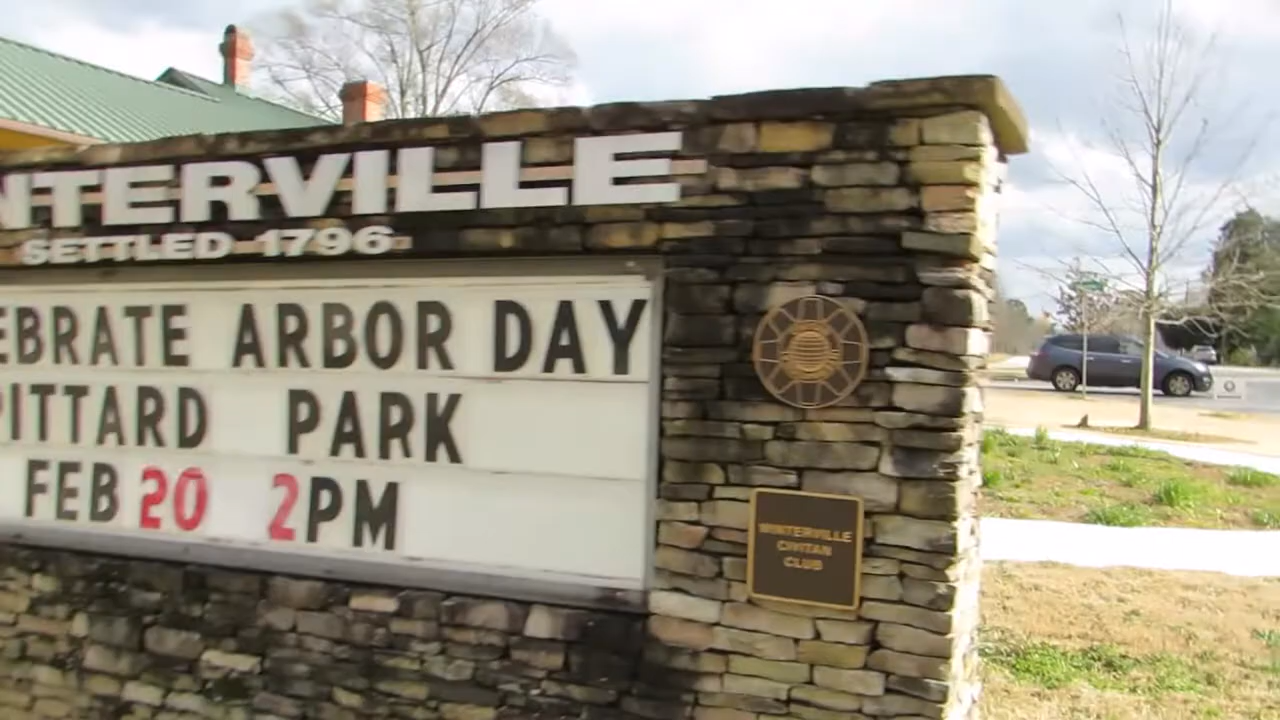 NTERVILLE
SETTLED 1796
EBRATE ARBOR DAY
PITTARD PARK
FEB 20 2PM
WINTERVILLE
CIVITAN
CLUB